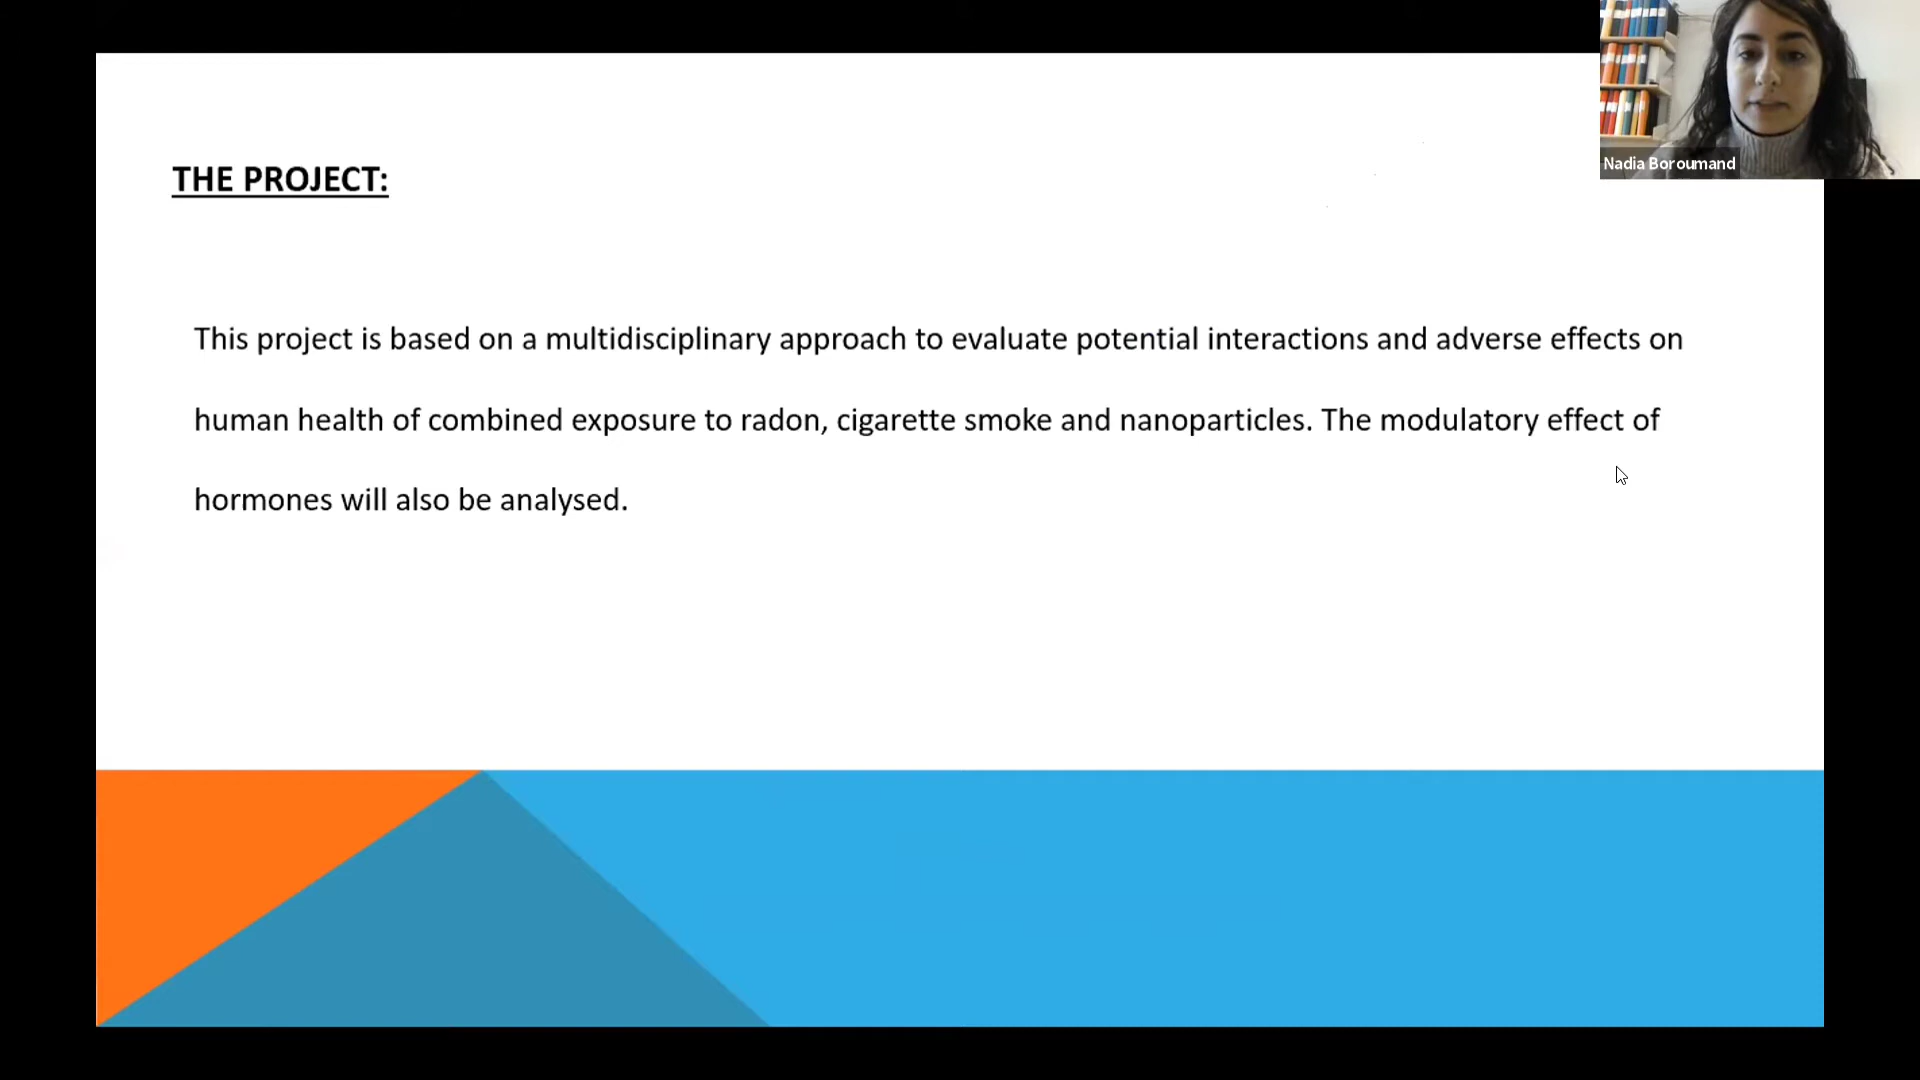 THE PROJECT:
This project is based on a multidisciplinary approach to evaluate potential interactions and adverse effects on
human health of combined exposure to radon, cigarette smoke and nanoparticles. The modulatory effect of
hormones will also be analysed.
Nadia Boroumand